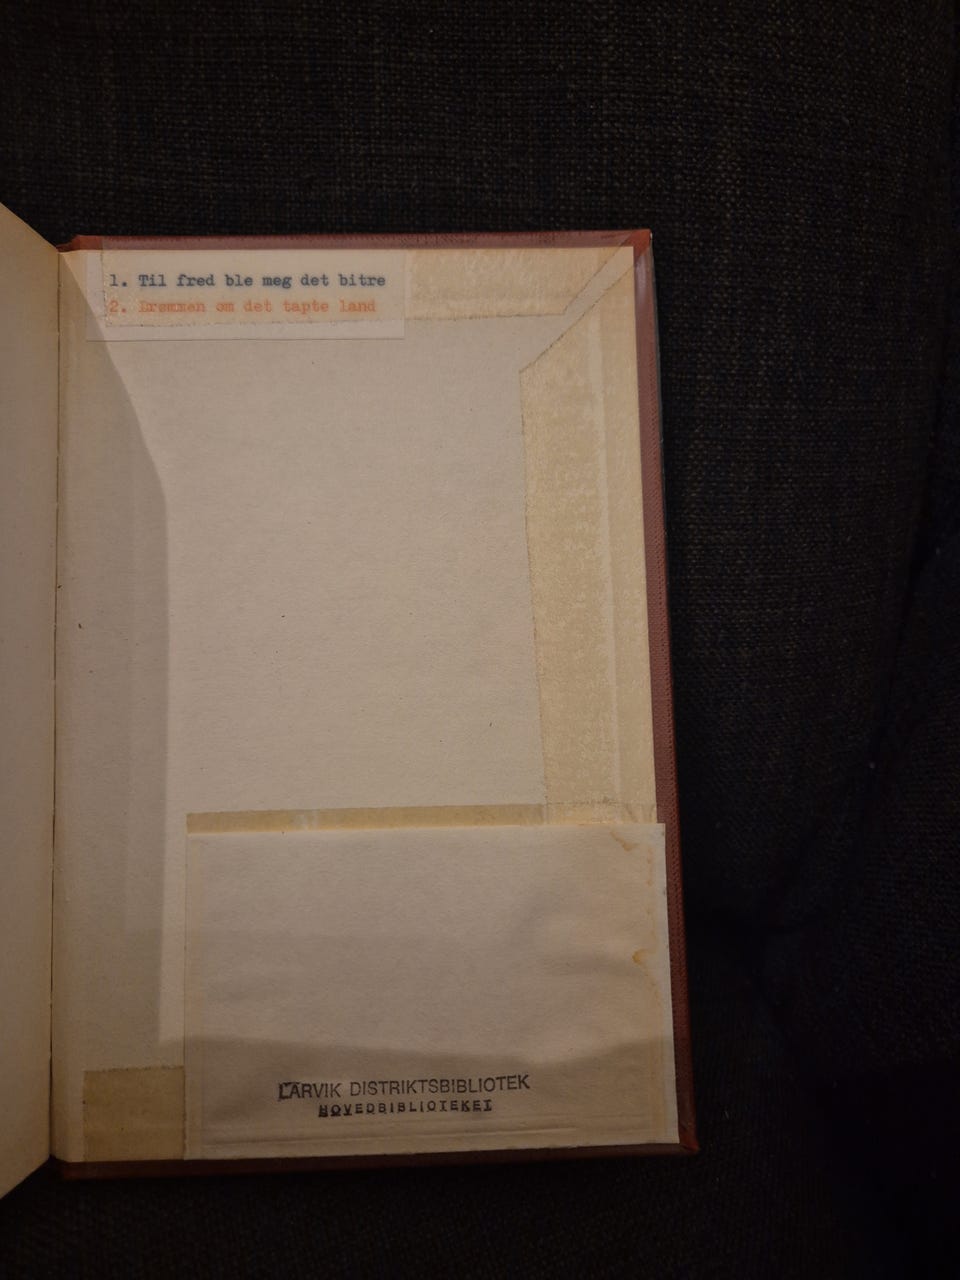 1. Til fred ble meg det bitre
2. Drømmen om det tapte land
LARVIK DISTRIKTSBIBLIOTEK
HOVEDBIBLIOTEKET